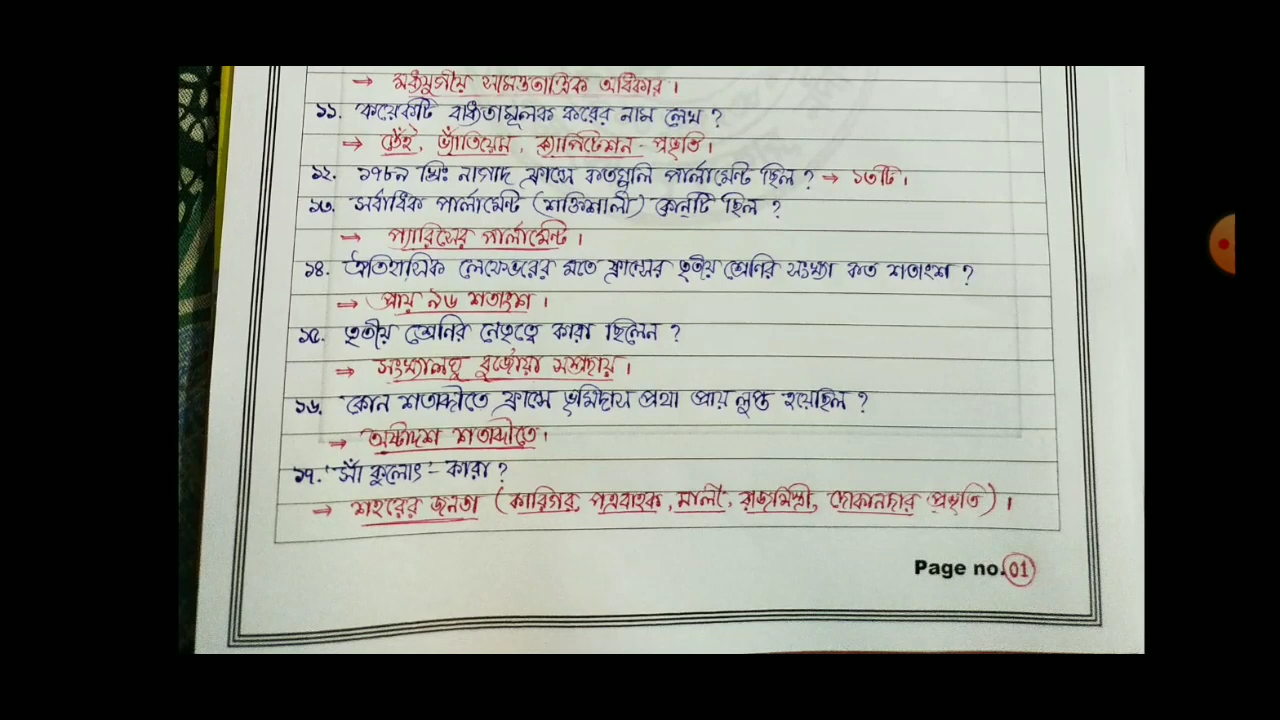 → মধ্যযুগীয় সামন্ততান্ত্রিক অধিকার।
১১. কয়েকটি বাধ্যতামূলক করের নাম লেখ ?
→ তেঁই, ভ্যাঁতিয়েম, ক্যাপিটেশন - প্রভৃতি।
১২. ১৭৮৯ খ্রিঃ নাগাদ ফ্রান্সে কতগুলি পার্লামেন্ট ছিল ? → ১৩টি।
১৩. সর্বাধিক পার্লামেন্ট (শক্তিশালী) কোনটি ছিল ?
→ প্যারিসের পার্লামেন্ট।
১৪. ঐতিহাসিক লেফেভরের মতে ফ্রান্সের তৃতীয় শ্রেণির সংখ্যা কত শতাংশ ?
→ প্রায় ৯৬ শতাংশ।
১৫. তৃতীয় শ্রেণির নেতৃত্বে কারা ছিলেন ?
→ সংখ্যালঘু বুর্জোয়া সম্প্রদায়।
১৬. কোন শতাব্দীতে ফ্রান্সে ভূমিদাস প্রথা প্রায় লুপ্ত হয়েছিল ?
→ অষ্টাদশ শতাব্দীতে।
১৭. 'সাঁ কুলোৎ' - কারা ?
→ শহরের জনতা (কারিগর, পত্রবাহক, মালী, রাজমিস্ত্রী, দোকানদার প্রভৃতি)।
Page no. 01